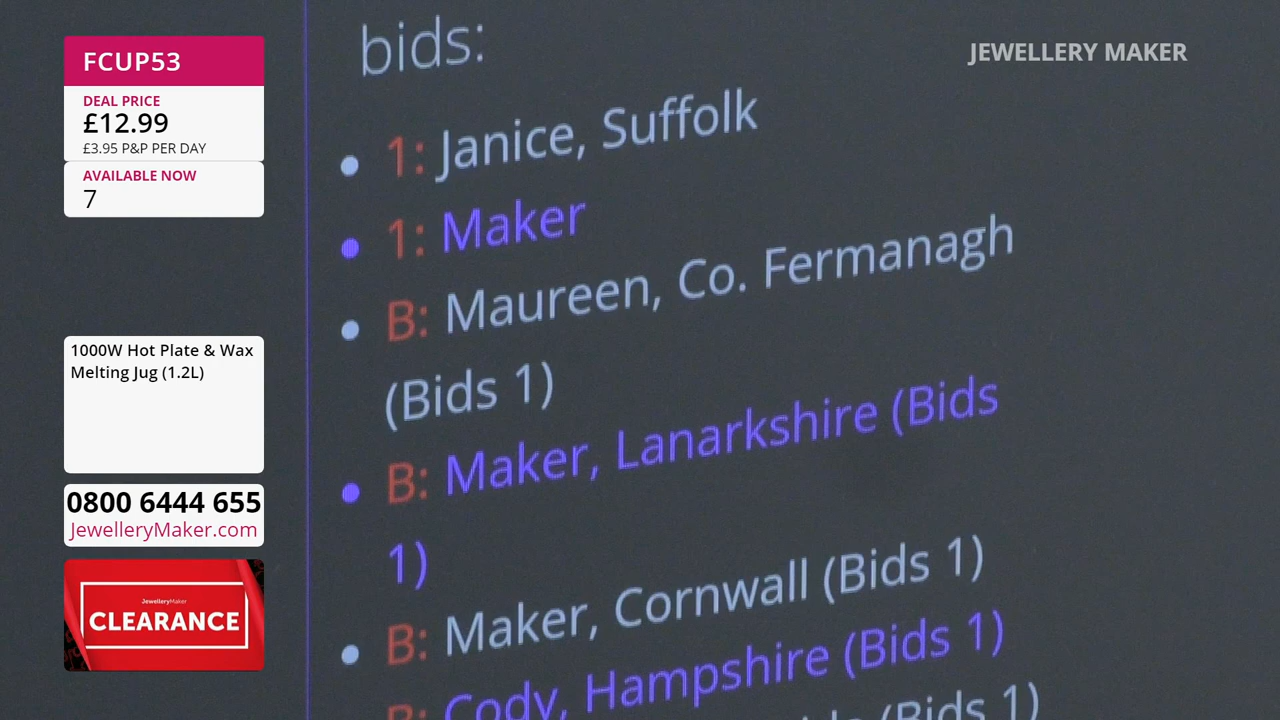 FCUP53
DEAL PRICE
£12.99
£3.95 P&P PER DAY
AVAILABLE NOW
7
1000W Hot Plate & Wax
Melting Jug (1.2L)
0800 6444 655
JewelleryMaker.com
JewelleryMaker
CLEARANCE
JEWELLERY MAKER
bids:
1: Janice, Suffolk
1: Maker
B: Maureen, Co. Fermanagh
(Bids 1)
B: Maker, Lanarkshire (Bids
1)
B: Maker, Cornwall (Bids 1)
B: Cody, Hampshire (Bids 1)
(Bids 1)